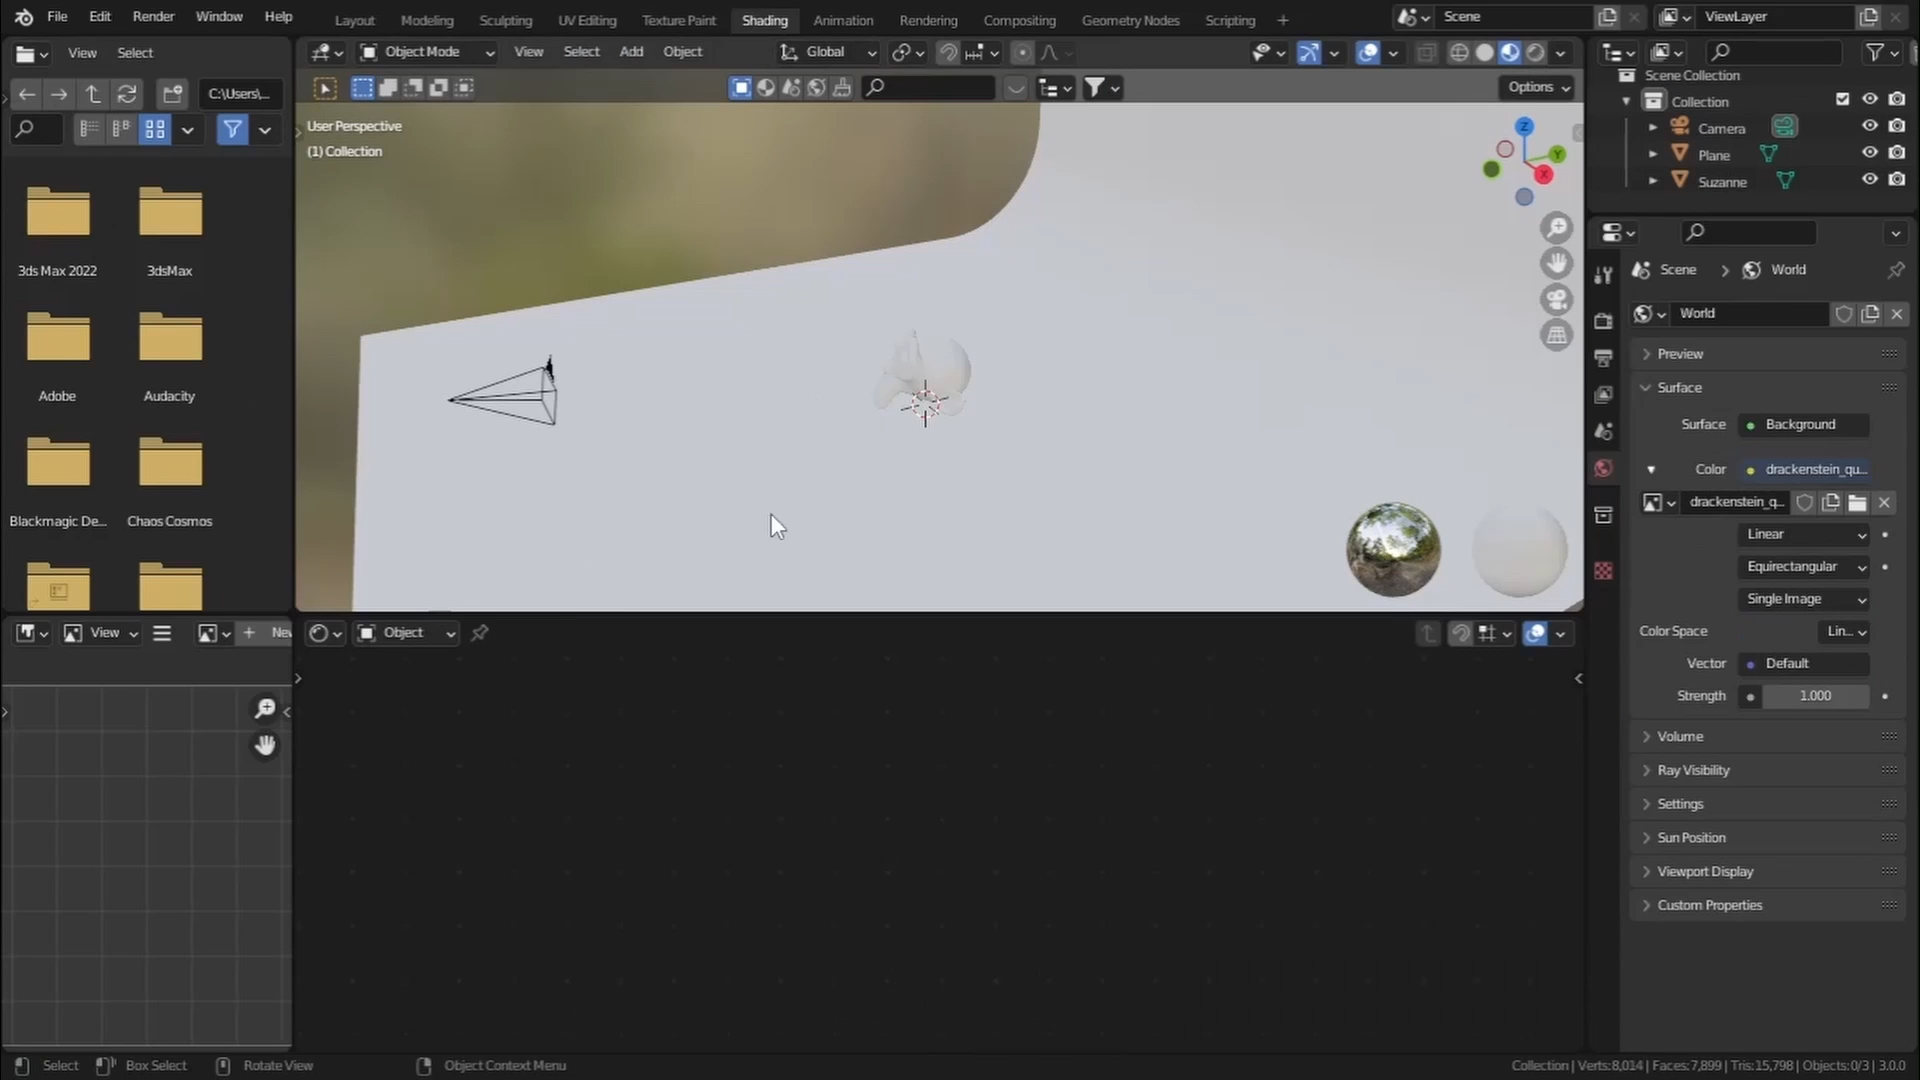 File Edit Render Window Help
Layout Modeling Sculpting UV Editing Texture Paint Shading Animation Rendering Compositing Geometry Nodes Scripting +
Scene
ViewLayer
View Select
Object Mode View Select Add Object
Global
C:\Users\...
Options
User Perspective
(1) Collection
Z
Y
X
3ds Max 2022
3dsMax
Adobe
Audacity
Blackmagic De...
Chaos Cosmos
View
New
Object
Scene Collection
Collection
Camera
Plane
Suzanne
Scene > World
World
Preview
Surface
Surface Background
Color drackenstein_qu...
drackenstein_q...
Linear
Equirectangular
Single Image
Color Space Lin...
Vector Default
Strength 1.000
Volume
Ray Visibility
Settings
Sun Position
Viewport Display
Custom Properties
Select Box Select Rotate View Object Context Menu
Collection | Verts:8,014 | Faces:7,899 | Tris:15,798 | Objects:0/3 | 3.0.0